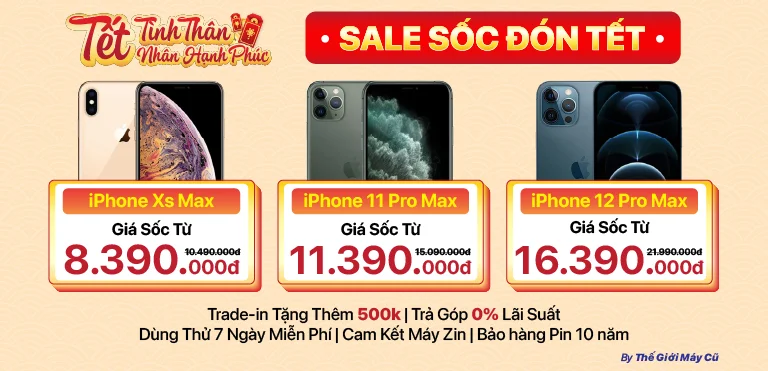 Tết Tình Thân
Nhân Hạnh Phúc
• SALE SỐC ĐÓN TẾT •
iPhone Xs Max
Giá Sốc Từ
10.490.000đ
8.390.000đ
iPhone 11 Pro Max
Giá Sốc Từ
15.090.000đ
11.390.000đ
iPhone 12 Pro Max
Giá Sốc Từ
21.990.000đ
16.390.000đ
Trade-in Tặng Thêm 500k | Trả Góp 0% Lãi Suất
Dùng Thử 7 Ngày Miễn Phí | Cam Kết Máy Zin | Bảo hàng Pin 10 năm
By Thế Giới Máy Cũ